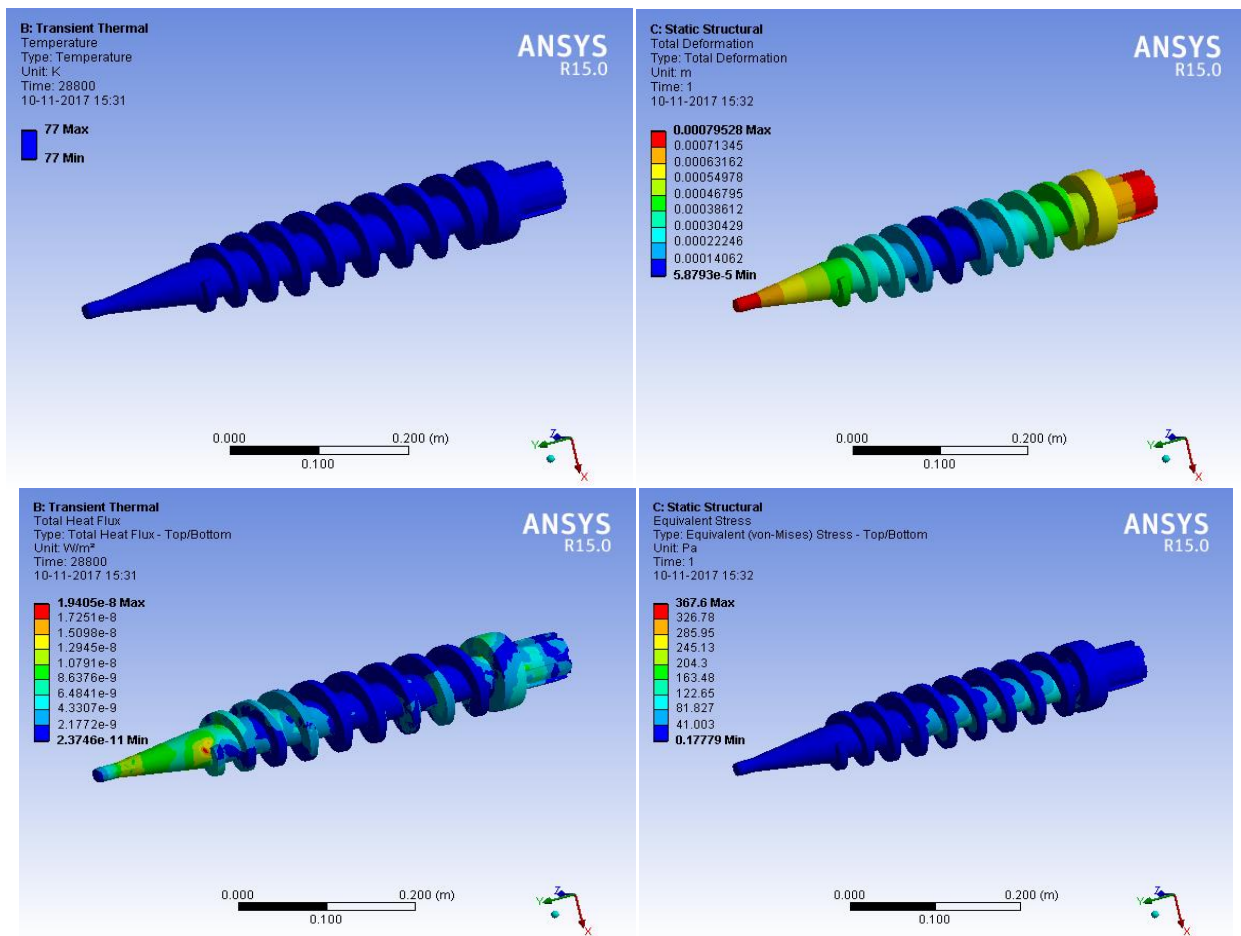 B: Transient Thermal
Temperature
Type: Temperature
Unit: K
Time: 28800
10-11-2017 15:31
ANSYS
R15.0
77 Max
77 Min
0.000
0.200 (m)
0.100
Z
Y
X
C: Static Structural
Total Deformation
Type: Total Deformation
Unit: m
Time: 1
10-11-2017 15:32
ANSYS
R15.0
0.00079528 Max
0.00071345
0.00063162
0.00054978
0.00046795
0.00038612
0.00030429
0.00022246
0.00014062
5.8793e-5 Min
0.000
0.200 (m)
0.100
Z
Y
X
B: Transient Thermal
Total Heat Flux
Type: Total Heat Flux - Top/Bottom
Unit: W/m²
Time: 28800
10-11-2017 15:31
ANSYS
R15.0
1.9405e-8 Max
1.7251e-8
1.5098e-8
1.2945e-8
1.0791e-8
8.6376e-9
6.4841e-9
4.3307e-9
2.1772e-9
2.3746e-11 Min
0.000
0.200 (m)
0.100
Z
Y
X
C: Static Structural
Equivalent Stress
Type: Equivalent (von-Mises) Stress - Top/Bottom
Unit: Pa
Time: 1
10-11-2017 15:32
ANSYS
R15.0
367.6 Max
326.78
285.95
245.13
204.3
163.48
122.65
81.827
41.003
0.17779 Min
0.000
0.200 (m)
0.100
Z
Y
X